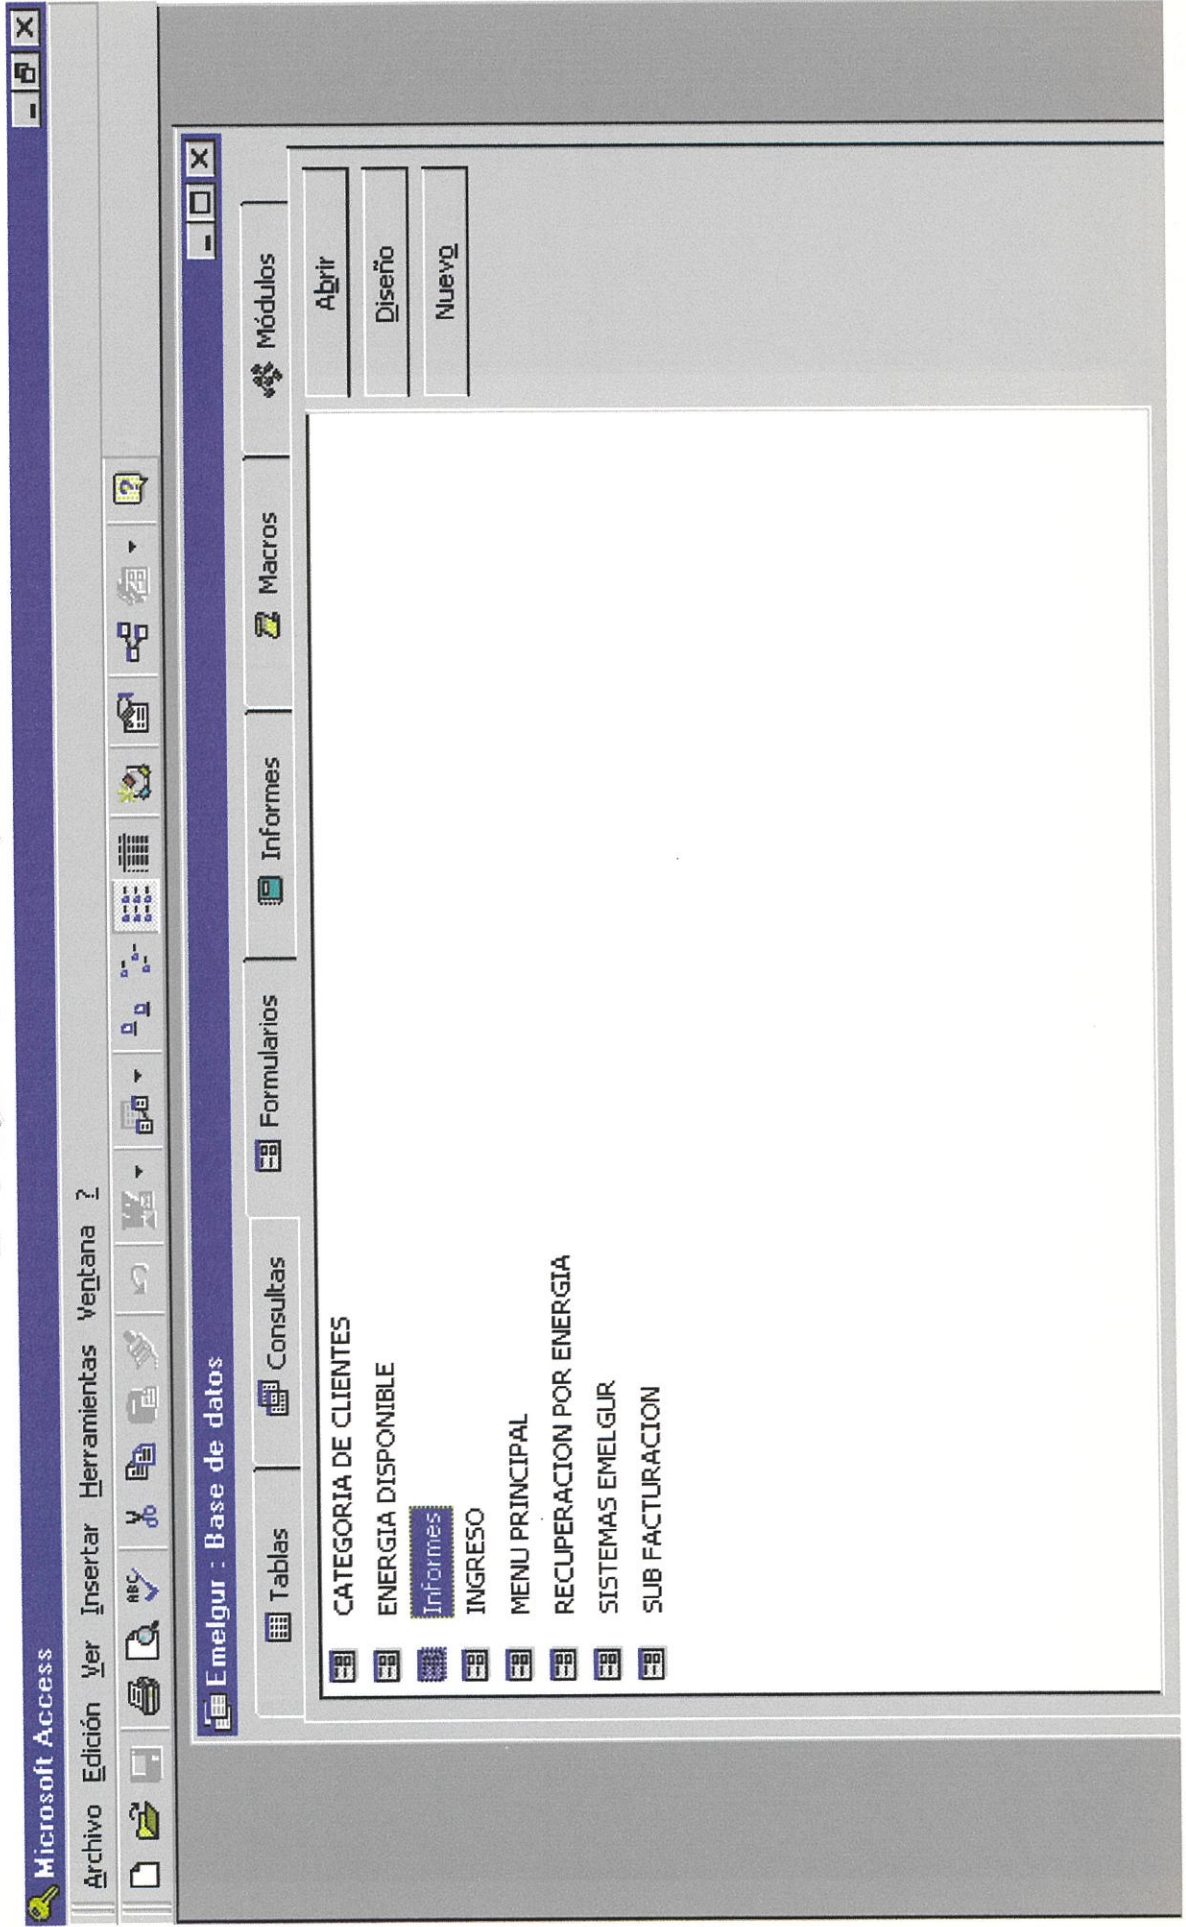 Microsoft Access
Archivo Edición Ver Insertar Herramientas Ventana ?
ABC
Emelgur : Base de datos
Tablas Consultas Formularios Informes Macros Módulos
CATEGORIA DE CLIENTES
ENERGIA DISPONIBLE
Informes
INGRESO
MENU PRINCIPAL
RECUPERACION POR ENERGIA
SISTEMAS EMELGUR
SUB FACTURACION
Abrir
Diseño
Nuevo